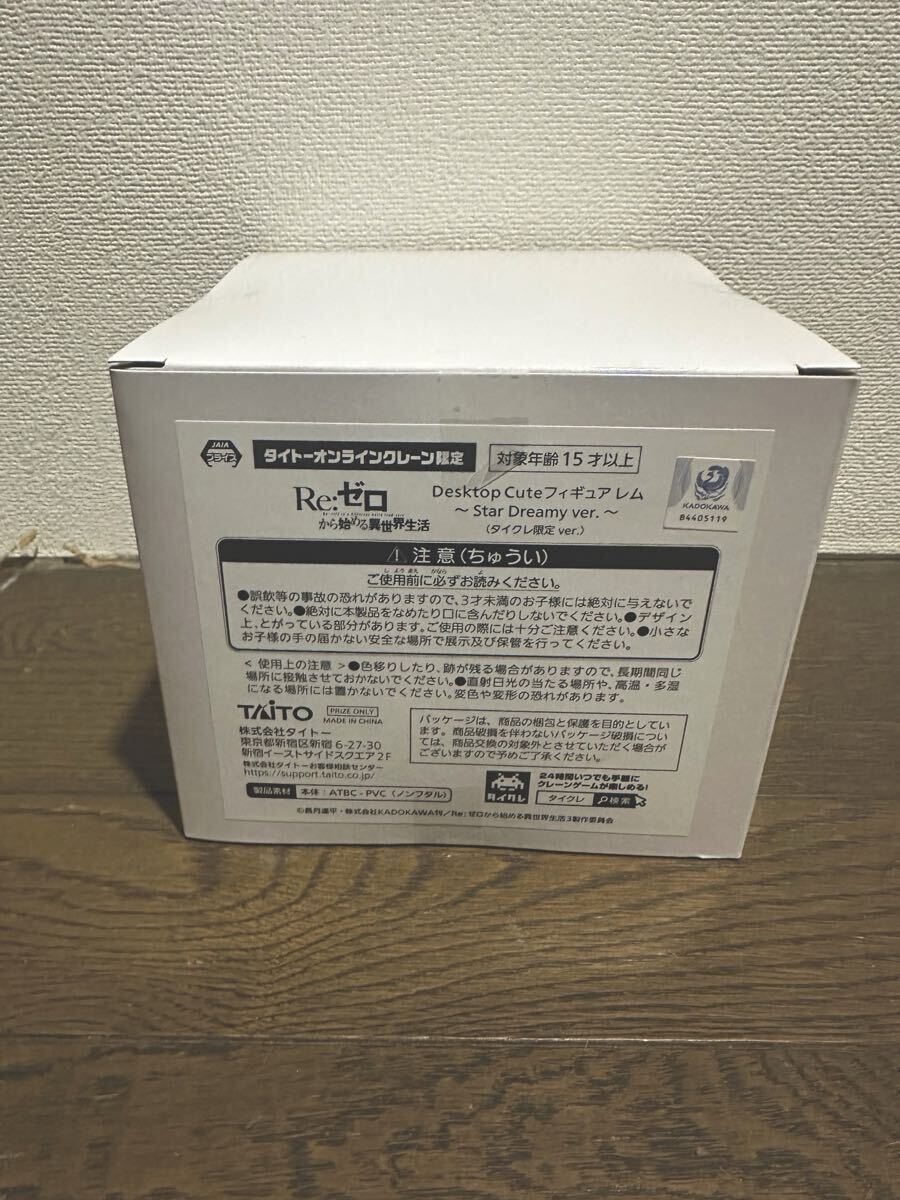 JAIA
プライズ
タイトーオンラインクレーン限定
対象年齢15才以上
Re:ゼロ
から始める異世界生活
Desktop Cuteフィギュア レム
～Star Dreamy ver.～
(タイクレ限定 ver.)
KADOKAWA
B4405119
⚠注意(ちゅうい)
ご使用前に必ずお読みください。
●誤飲等の事故の恐れがありますので、3才未満のお子様には絶対に与えないで
ください。●絶対に本製品をなめたり口に含んだりしないでください。●デザイン
上、とがっている部分があります。ご使用の際には十分ご注意ください。●小さな
お子様の手の届かない安全な場所で展示及び保管を行ってください。
<使用上の注意>●色移りしたり、跡が残る場合がありますので、長期間同じ
場所に接触させておかないでください。●直射日光の当たる場所や、高温・多湿
になる場所には置かないでください。変色や変形の恐れがあります。
TAITO
PRIZE ONLY
MADE IN CHINA
株式会社タイトー
東京都新宿区新宿 6-27-30
新宿イーストサイドスクエア 2F
株式会社タイトーお客様相談センター
https://support.taito.co.jp/
パッケージは、商品の梱包と保護を目的としてい
ます。商品破損を伴わないパッケージ破損につい
ては、商品交換の対象外とさせていただく場合が
ございますので予めご了承ください。
製品素材
本体:ATBC-PVC(ノンフタル)
タイクレ
24時間いつでも手軽に
クレーンゲームが楽しめる!
タイクレ
検索
©長月達平・株式会社KADOKAWA刊/Re:ゼロから始める異世界生活3製作委員会